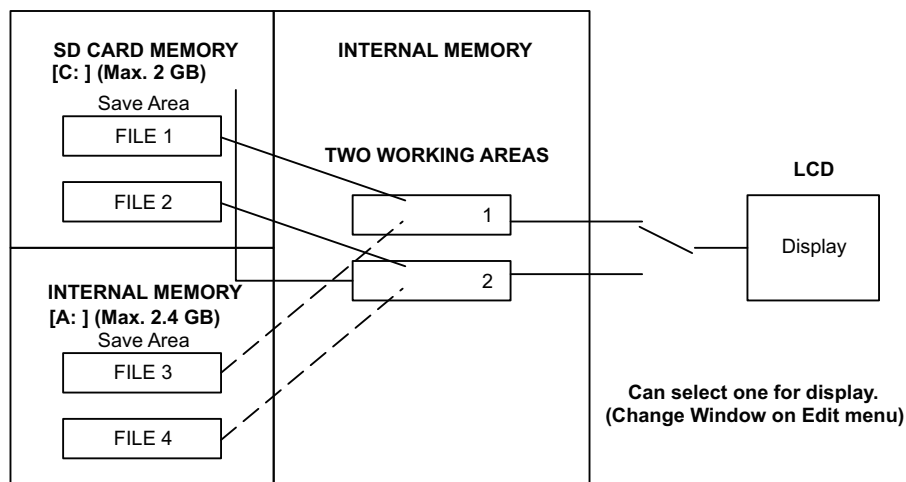 SD CARD MEMORY
[C: ] (Max. 2 GB)
Save Area
FILE 1
FILE 2
INTERNAL MEMORY
[A: ] (Max. 2.4 GB)
Save Area
FILE 3
FILE 4
INTERNAL MEMORY
TWO WORKING AREAS
1
2
LCD
Display
Can select one for display.
(Change Window on Edit menu)